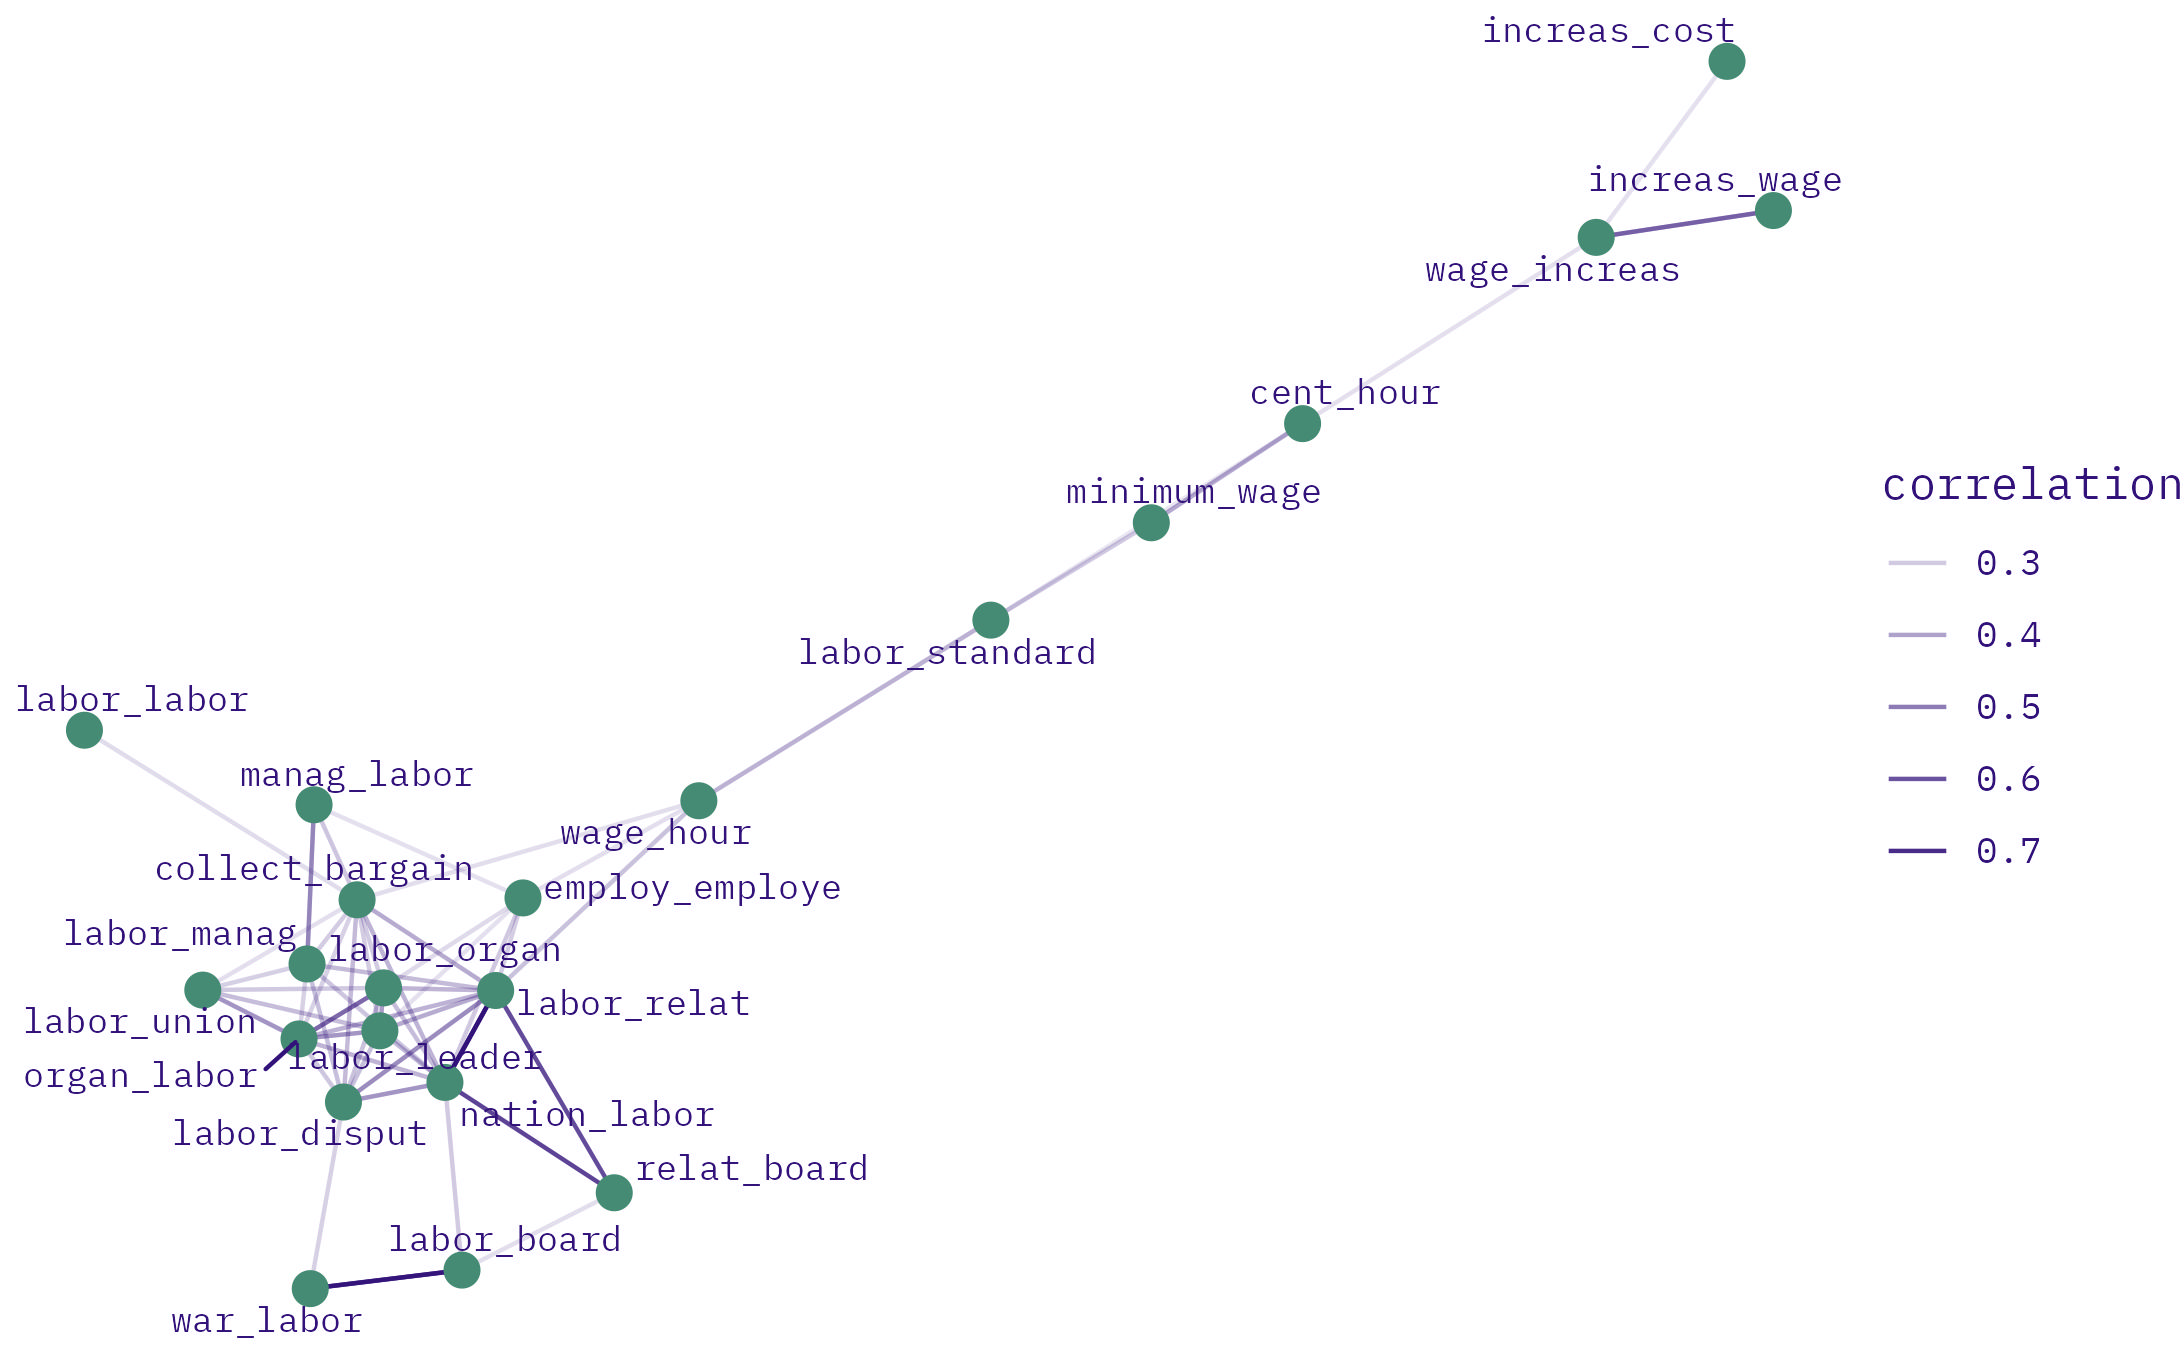 increas_cost
increas_wage
wage_increas
cent_hour
correlation
minimum_wage
0.3
0.4
labor_standard
labor_labor
0.5
manag_labor
0.6
wage_hour
0.7
collect_bargain
employ_employe
labor_manag
labor_organ
labor_relat
labor_union
labor_leader
organ_labor
nation_labor
labor_disput
relat_board
labor_board
war_labor